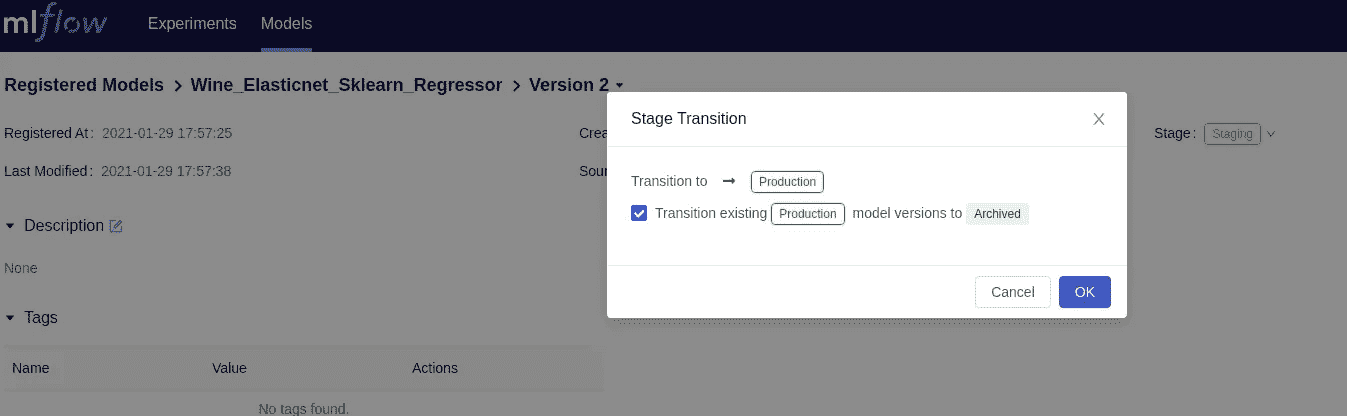 mlflow Experiments Models
Registered Models > Wine_Elasticnet_Sklearn_Regressor > Version 2
Registered At: 2021-01-29 17:57:25 Crea Stage: Staging
Last Modified: 2021-01-29 17:57:38 Sour
Stage Transition
Transition to → Production
Transition existing Production model versions to Archived
Cancel OK
Description
None
Tags
Name Value Actions
No tags found.